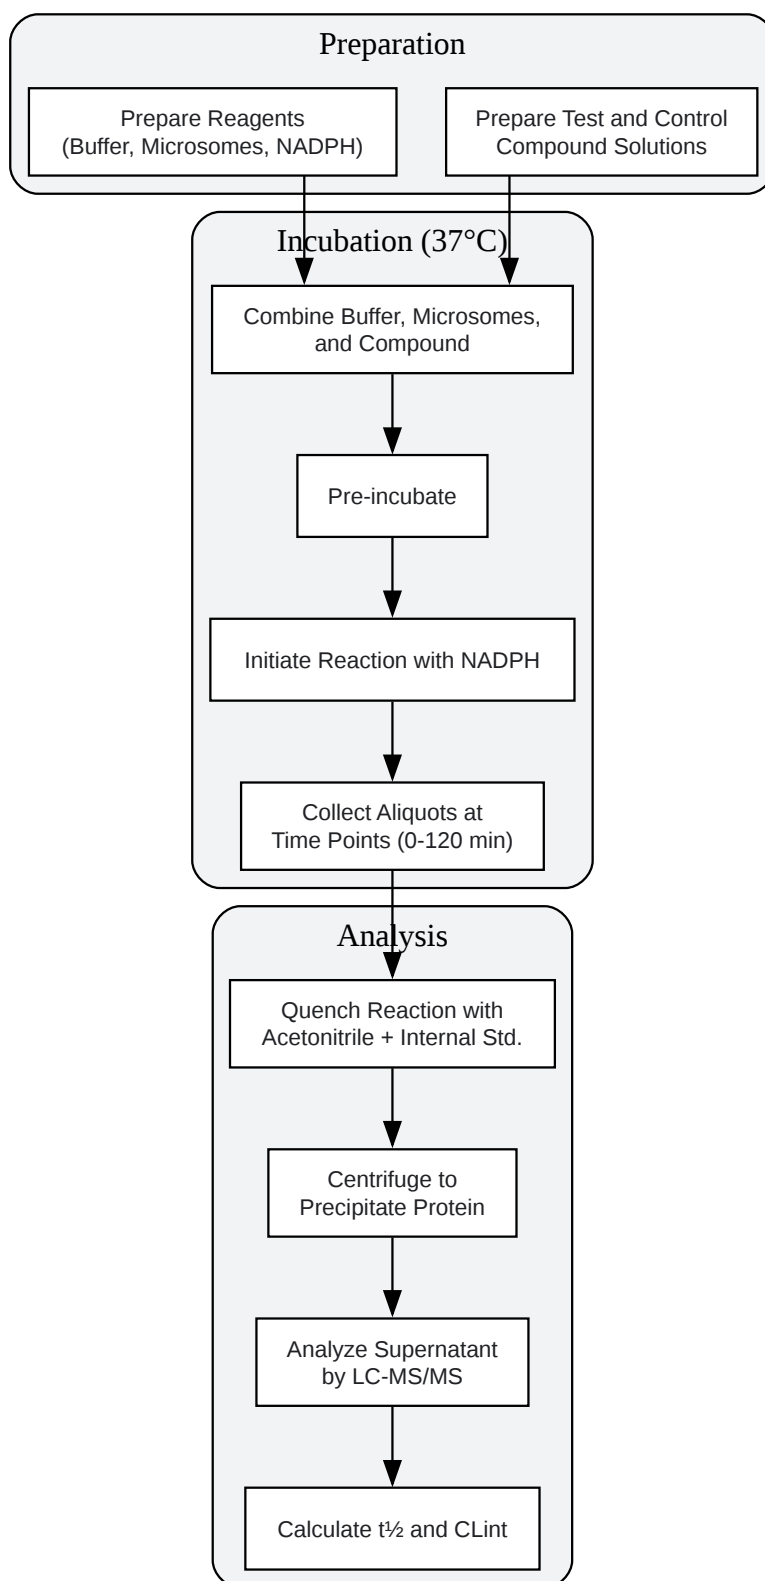 Preparation
Prepare Reagents
(Buffer, Microsomes, NADPH)
Prepare Test and Control
Compound Solutions
Incubation (37°C)
Combine Buffer, Microsomes,
and Compound
Pre-incubate
Initiate Reaction with NADPH
Collect Aliquots at
Time Points (0-120 min)
Analysis
Quench Reaction with
Acetonitrile + Internal Std.
Centrifuge to
Precipitate Protein
Analyze Supernatant
by LC-MS/MS
Calculate t½ and CLint